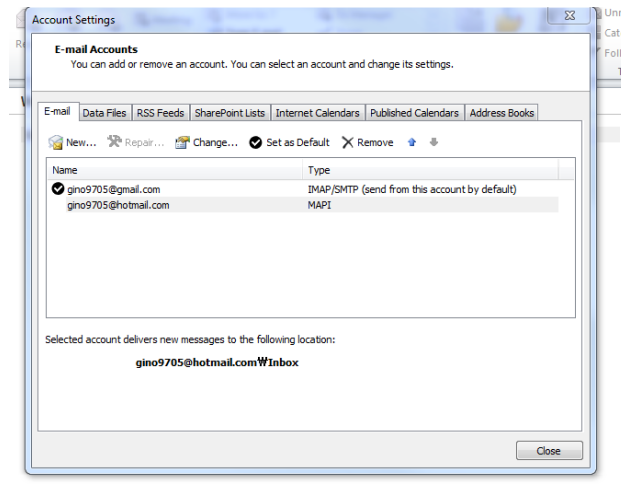 Account Settings
E-mail Accounts
You can add or remove an account. You can select an account and change its settings.
E-mail Data Files RSS Feeds SharePoint Lists Internet Calendars Published Calendars Address Books
New... Repair... Change... Set as Default Remove
Name Type
gino9705@gmail.com IMAP/SMTP (send from this account by default)
gino9705@hotmail.com MAPI
Selected account delivers new messages to the following location:
gino9705@hotmail.com₩Inbox
Close
Unr
Cat
Foll